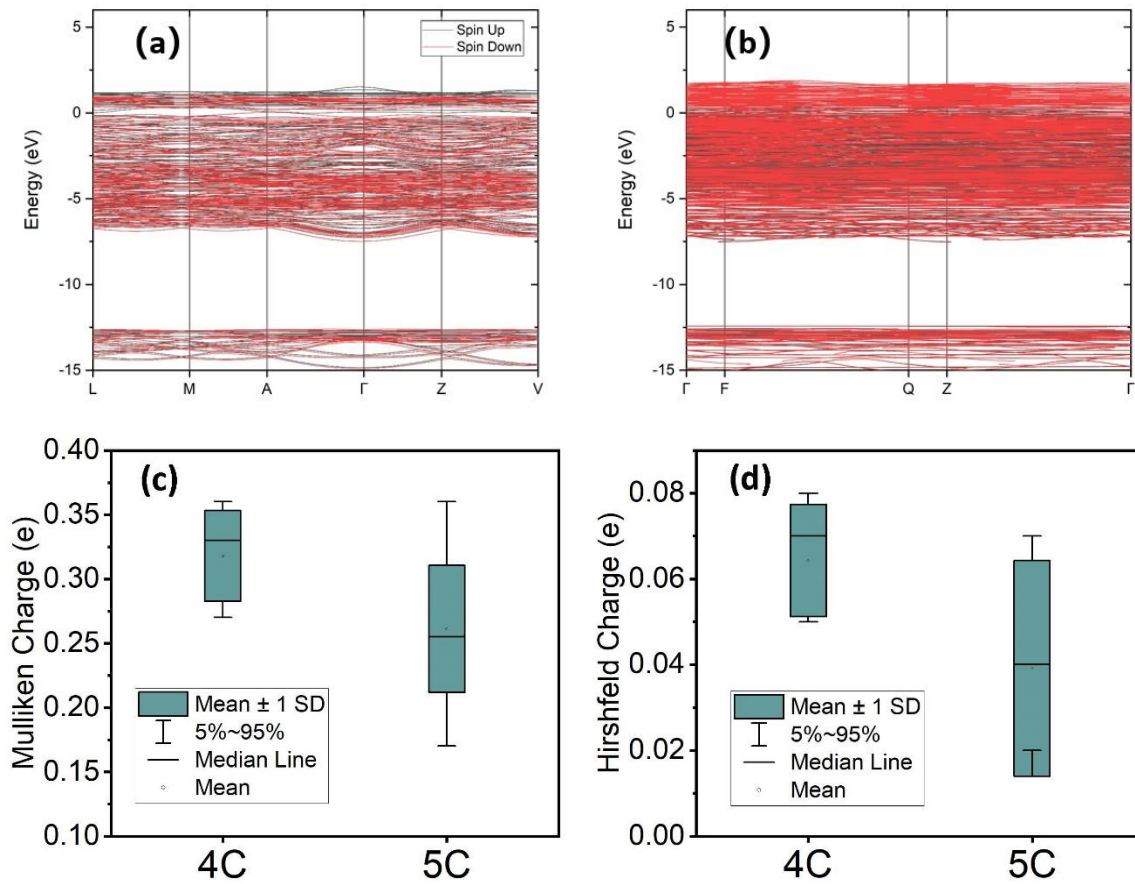 (a)
Spin Up
Spin Down
Energy (eV)
5
0
-5
-10
-15
L M A Γ Z V
(b)
Energy (eV)
5
0
-5
-10
-15
Γ F Q Z Γ
(c)
Mulliken Charge (e)
0.40
0.35
0.30
0.25
0.20
0.15
0.10
Mean ± 1 SD
5%~95%
Median Line
Mean
4C 5C
(d)
Hirshfeld Charge (e)
0.08
0.06
0.04
0.02
0.00
Mean ± 1 SD
5%~95%
Median Line
Mean
4C 5C